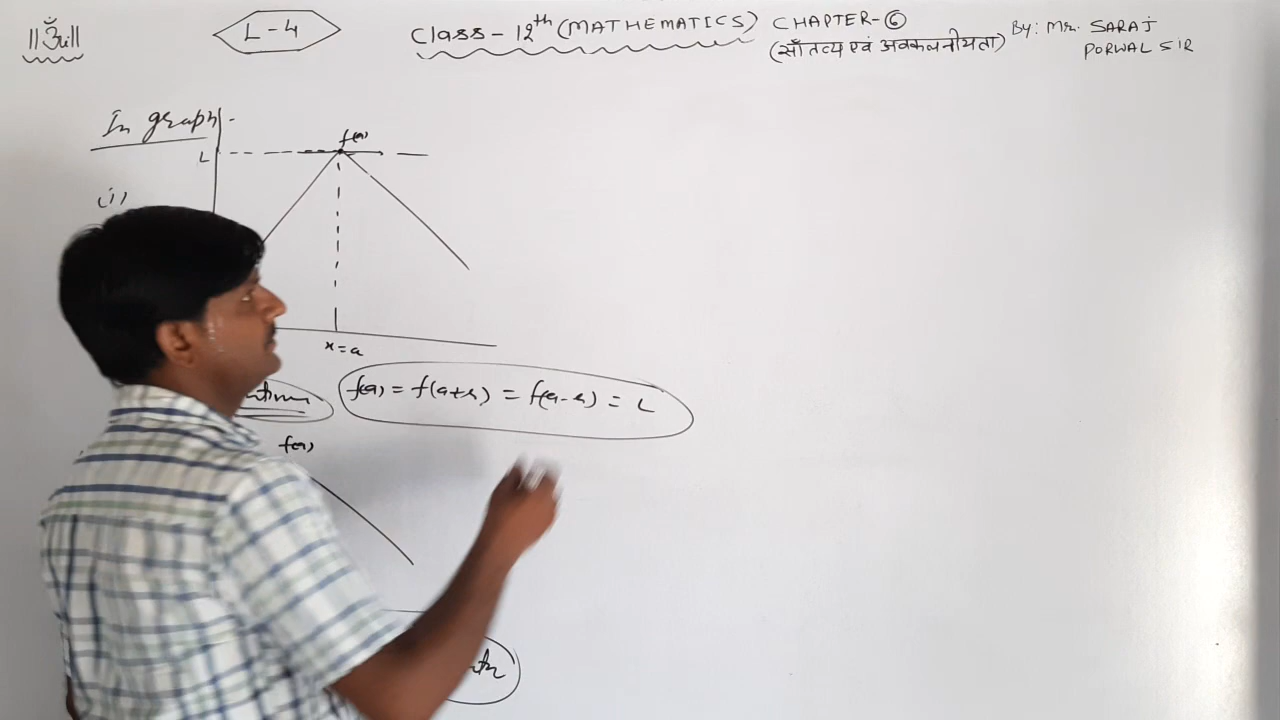 ॥ॐ॥
L-4
Class-12th (MATHEMATICS) CHAPTER-⑥
(साँतत्य एवं अवकलनीयता)
By: Mr. SARAJ
PORWAL SIR
In graph -
f(a)
L
(i)
x=a
f(a) = f(a+h) = f(a-h) = L
f(a)